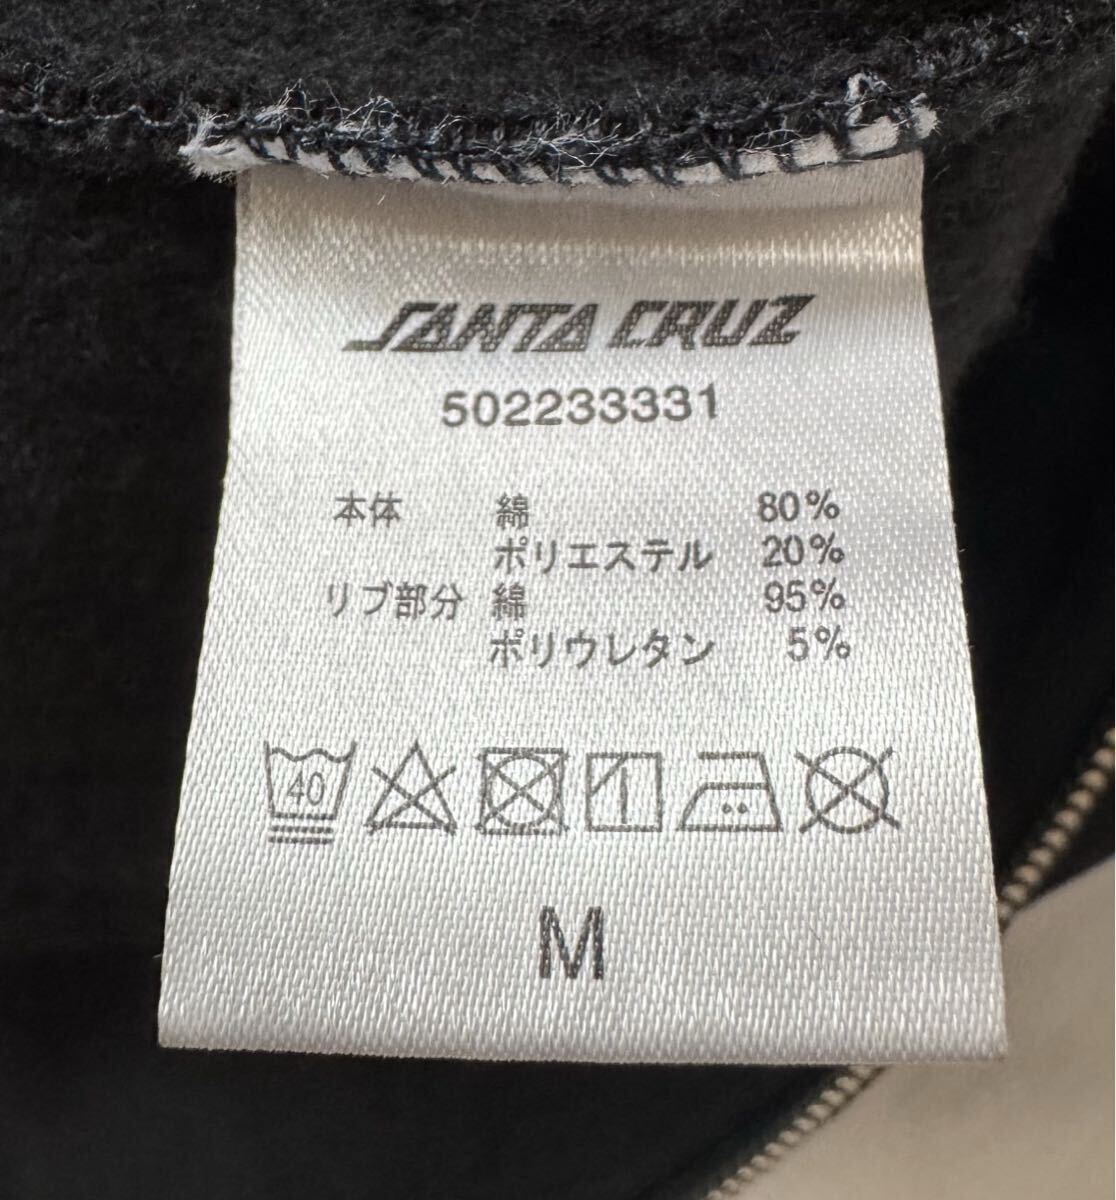 SANTA CRUZ
502233331
本体 綿 80%
ポリエステル 20%
リブ部分 綿 95%
ポリウレタン 5%
40
M